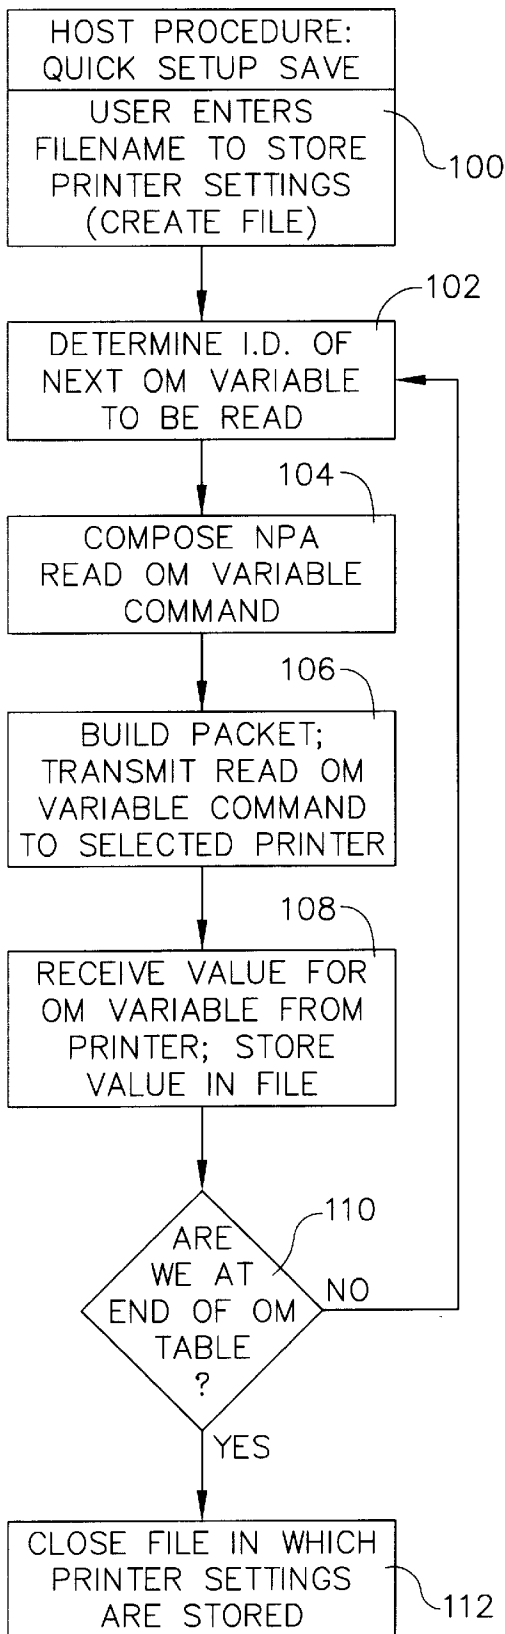 HOST PROCEDURE:
QUICK SETUP SAVE
USER ENTERS
FILENAME TO STORE
PRINTER SETTINGS
(CREATE FILE)
100
102
DETERMINE I.D. OF
NEXT OM VARIABLE
TO BE READ
104
COMPOSE NPA
READ OM VARIABLE
COMMAND
106
BUILD PACKET;
TRANSMIT READ OM
VARIABLE COMMAND
TO SELECTED PRINTER
108
RECEIVE VALUE FOR
OM VARIABLE FROM
PRINTER; STORE
VALUE IN FILE
110
ARE
WE AT
END OF OM
TABLE
?
NO
YES
CLOSE FILE IN WHICH
PRINTER SETTINGS
ARE STORED
112